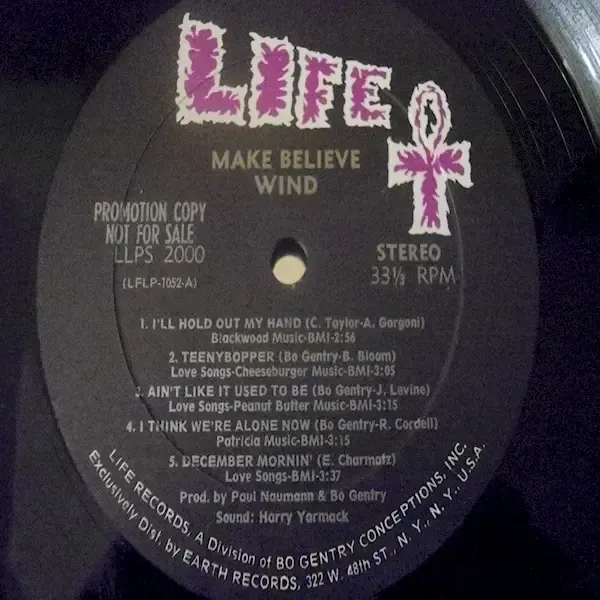 LIFE
MAKE BELIEVE
WIND
PROMOTION COPY
NOT FOR SALE
LLPS 2000
(LFLP-1052-A)
STEREO
33⅓ RPM
1. I'LL HOLD OUT MY HAND (C. Taylor-A. Gorgoni)
Blackwood Music-BMI-2:56
2. TEENYBOPPER (Bo Gentry-B. Bloom)
Love Songs-Cheeseburger Music-BMI-3:05
3. AIN'T LIKE IT USED TO BE (Bo Gentry-J. Levine)
Love Songs-Peanut Butter Music-BMI-3:15
4. I THINK WE'RE ALONE NOW (Bo Gentry-R. Cordell)
Patricia Music-BMI-3:15
5. DECEMBER MORNIN' (E. Charmatz)
Love Songs-BMI-3:37
Prod. by Paul Naumann & Bo Gentry
Sound: Harry Yarmack
LIFE RECORDS, A Division of BO GENTRY CONCEPTIONS, INC.
Exclusively Dist. by EARTH RECORDS, 322 W. 48th ST., N. Y., N. Y., U.S.A.